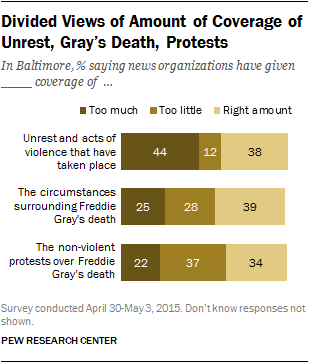 Divided Views of Amount of Coverage of
Unrest, Gray's Death, Protests
In Baltimore, % saying news organizations have given
____ coverage of ...
Too much Too little Right amount
Unrest and acts of
violence that have
taken place
44 12 38
The circumstances
surrounding Freddie
Gray's death
25 28 39
The non-violent
protests over Freddie
Gray's death
22 37 34
Survey conducted April 30-May 3, 2015. Don't know responses not
shown.
PEW RESEARCH CENTER